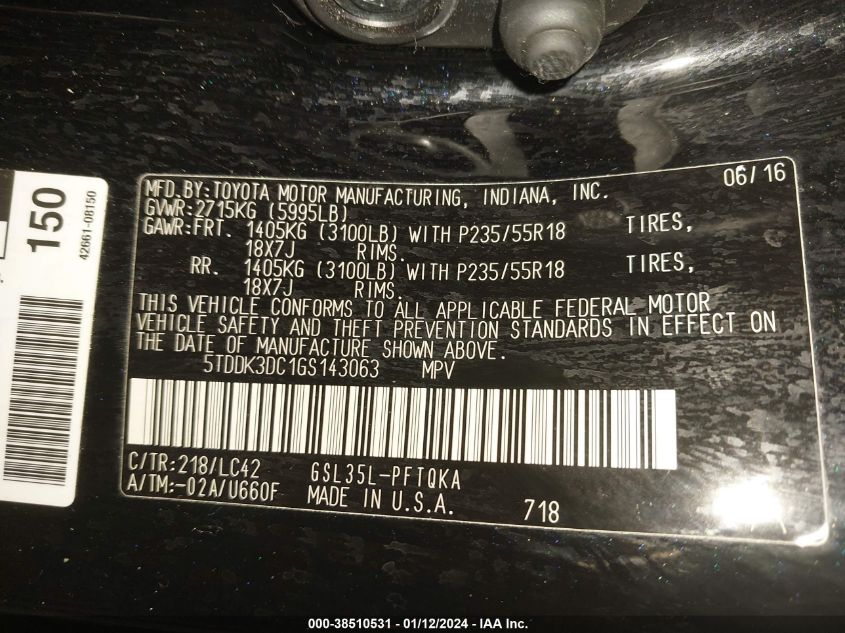 150
42661-08150
06/16
MFD.BY:TOYOTA MOTOR MANUFACTURING, INDIANA, INC.
GVWR:2715KG (5995LB)
GAWR:FRT. 1405KG (3100LB) WITH P235/55R18 TIRES,
18X7J RIMS.
RR. 1405KG (3100LB) WITH P235/55R18 TIRES,
18X7J RIMS.
THIS VEHICLE CONFORMS TO ALL APPLICABLE FEDERAL MOTOR
VEHICLE SAFETY AND THEFT PREVENTION STANDARDS IN EFFECT ON
THE DATE OF MANUFACTURE SHOWN ABOVE.
5TDDK3DC1GS143063 MPV
C/TR:218/LC42 GSL35L-PFTQKA
A/TM:-02A/U660F MADE IN U.S.A. 718
000-38510531 - 01/12/2024 - IAA Inc.